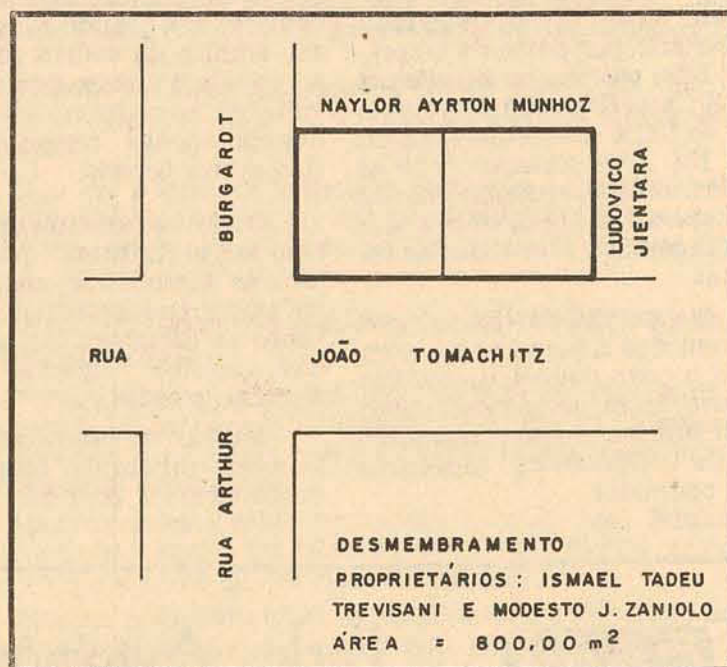 NAYLOR AYRTON MUNHOZ
BURGARDT
LUDOVICO
JIENTARA
RUA JOÃO TOMACHITZ
RUA ARTHUR
DESMEMBRAMENTO
PROPRIETÁRIOS: ISMAEL TADEU
TREVISANI E MODESTO J. ZANIOLO
ÁREA = 800,00 m²